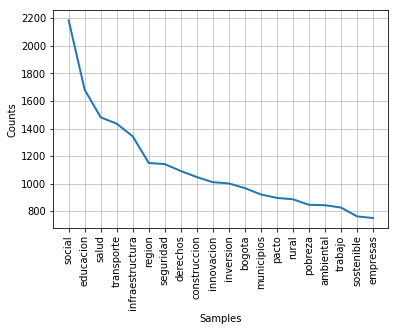 2200
2000
1800
1600
1400
1200
1000
800
Counts
social
educacion
salud
transporte
infraestructura
region
seguridad
derechos
construccion
innovacion
inversion
bogota
municipios
pacto
rural
pobreza
ambiental
trabajo
sostenible
empresas
Samples